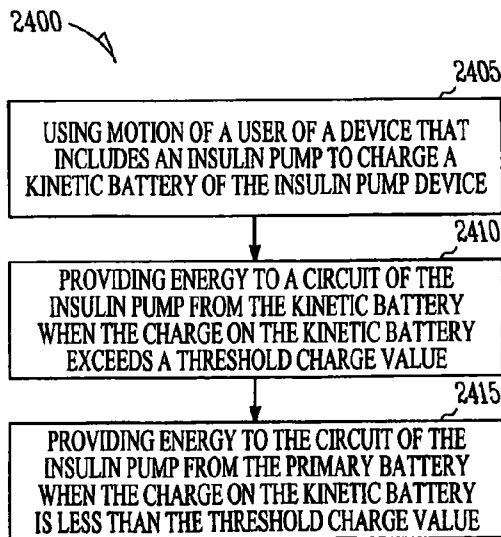 2400
2405
USING MOTION OF A USER OF A DEVICE THAT
INCLUDES AN INSULIN PUMP TO CHARGE A
KINETIC BATTERY OF THE INSULIN PUMP DEVICE
2410
PROVIDING ENERGY TO A CIRCUIT OF THE
INSULIN PUMP FROM THE KINETIC BATTERY
WHEN THE CHARGE ON THE KINETIC BATTERY
EXCEEDS A THRESHOLD CHARGE VALUE
2415
PROVIDING ENERGY TO THE CIRCUIT OF THE
INSULIN PUMP FROM THE PRIMARY BATTERY
WHEN THE CHARGE ON THE KINETIC BATTERY
IS LESS THAN THE THRESHOLD CHARGE VALUE